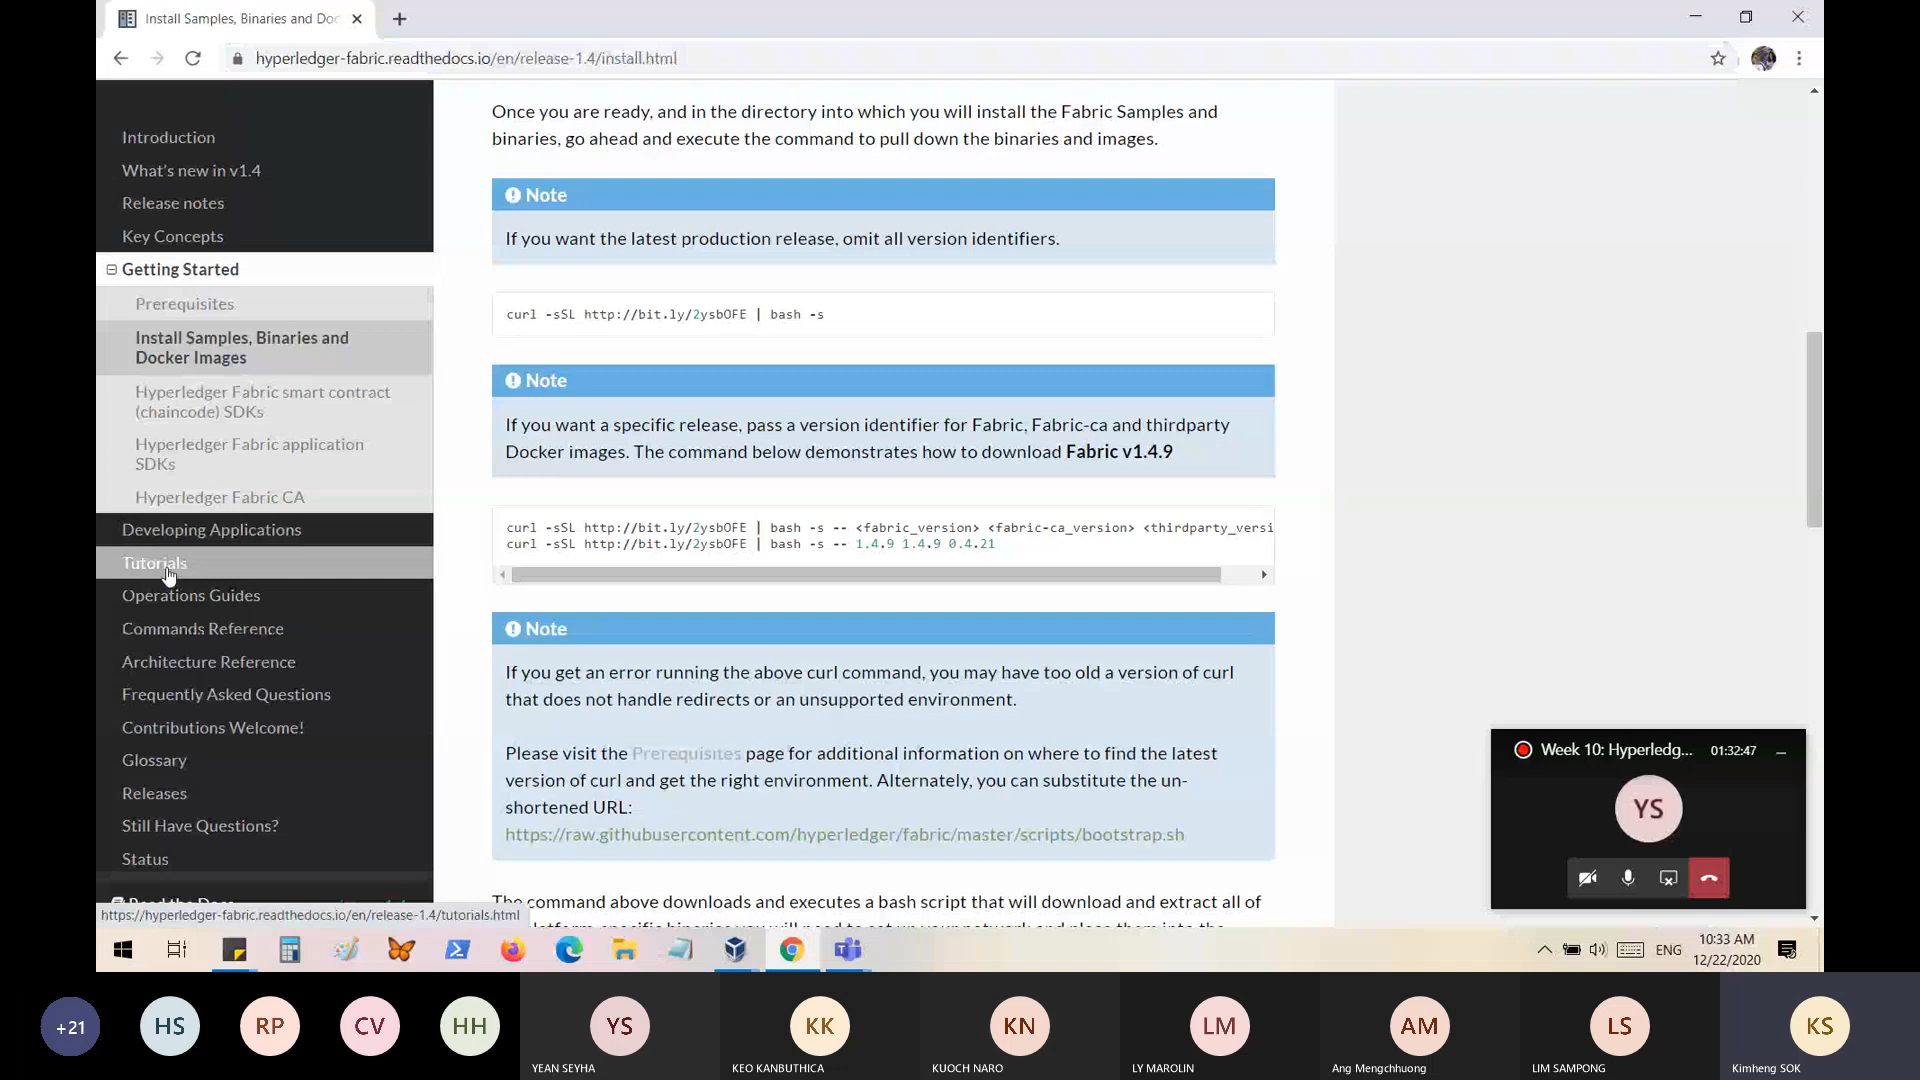 Install Samples, Binaries and Doc
hyperledger-fabric.readthedocs.io/en/release-1.4/install.html
Introduction
What's new in v1.4
Release notes
Key Concepts
Getting Started
Prerequisites
Install Samples, Binaries and
Docker Images
Hyperledger Fabric smart contract
(chaincode) SDKs
Hyperledger Fabric application
SDKs
Hyperledger Fabric CA
Developing Applications
Tutorials
Operations Guides
Commands Reference
Architecture Reference
Frequently Asked Questions
Contributions Welcome!
Glossary
Releases
Still Have Questions?
Status
Read the Docs
https://hyperledger-fabric.readthedocs.io/en/release-1.4/tutorials.html
Once you are ready, and in the directory into which you will install the Fabric Samples and
binaries, go ahead and execute the command to pull down the binaries and images.
Note
If you want the latest production release, omit all version identifiers.
curl -sSL http://bit.ly/2ysbOFE | bash -s
Note
If you want a specific release, pass a version identifier for Fabric, Fabric-ca and thirdparty
Docker images. The command below demonstrates how to download Fabric v1.4.9
curl -sSL http://bit.ly/2ysbOFE | bash -s -- <fabric_version> <fabric-ca_version> <thirdparty_versi
curl -sSL http://bit.ly/2ysbOFE | bash -s -- 1.4.9 1.4.9 0.4.21
Note
If you get an error running the above curl command, you may have too old a version of curl
that does not handle redirects or an unsupported environment.
Please visit the Prerequisites page for additional information on where to find the latest
version of curl and get the right environment. Alternately, you can substitute the un-
shortened URL:
https://raw.githubusercontent.com/hyperledger/fabric/master/scripts/bootstrap.sh
The command above downloads and executes a bash script that will download and extract all of
Week 10: Hyperledg... 01:32:47
YS
ENG
10:33 AM
12/22/2020
+21
HS
RP
CV
HH
YS
KK
KN
LM
AM
LS
KS
YEAN SEYHA
KEO KANBUTHICA
KUOCH NARO
LY MAROLIN
Ang Mengchhuong
LIM SAMPONG
Kimheng SOK